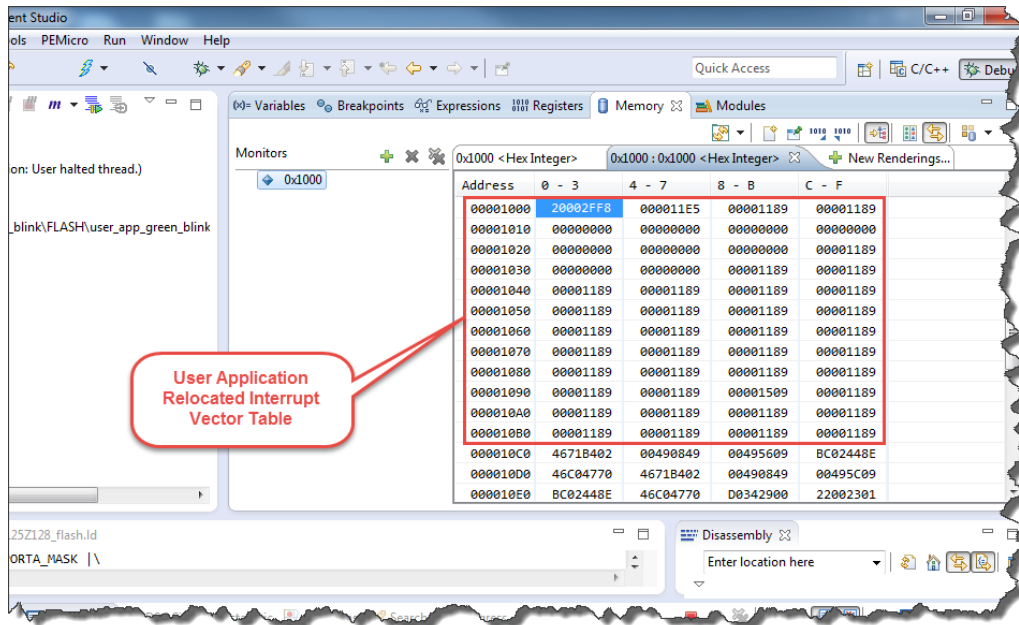 ent Studio
ols PEMicro Run Window Help
Quick Access
C/C++
Debu
(x)= Variables Breakpoints Expressions Registers Memory Modules
Monitors
0x1000
0x1000 <Hex Integer>
0x1000 : 0x1000 <Hex Integer>
New Renderings...
on: User halted thread.)
_blink\FLASH\user_app_green_blink
Address 0 - 3 4 - 7 8 - B C - F
00001000 20002FF8 000011E5 00001189 00001189
00001010 00000000 00000000 00000000 00000000
00001020 00000000 00000000 00000000 00001189
00001030 00000000 00000000 00001189 00001189
00001040 00001189 00001189 00001189 00001189
00001050 00001189 00001189 00001189 00001189
00001060 00001189 00001189 00001189 00001189
00001070 00001189 00001189 00001189 00001189
00001080 00001189 00001189 00001189 00001189
00001090 00001189 00001189 00001509 00001189
000010A0 00001189 00001189 00001189 00001189
000010B0 00001189 00001189 00001189 00001189
000010C0 4671B402 00490849 00495609 BC02448E
000010D0 46C04770 4671B402 00490849 00495C09
000010E0 BC02448E 46C04770 D0342900 22002301
User Application
Relocated Interrupt
Vector Table
25Z128_flash.ld
ORTA_MASK |\
Disassembly
Enter location here